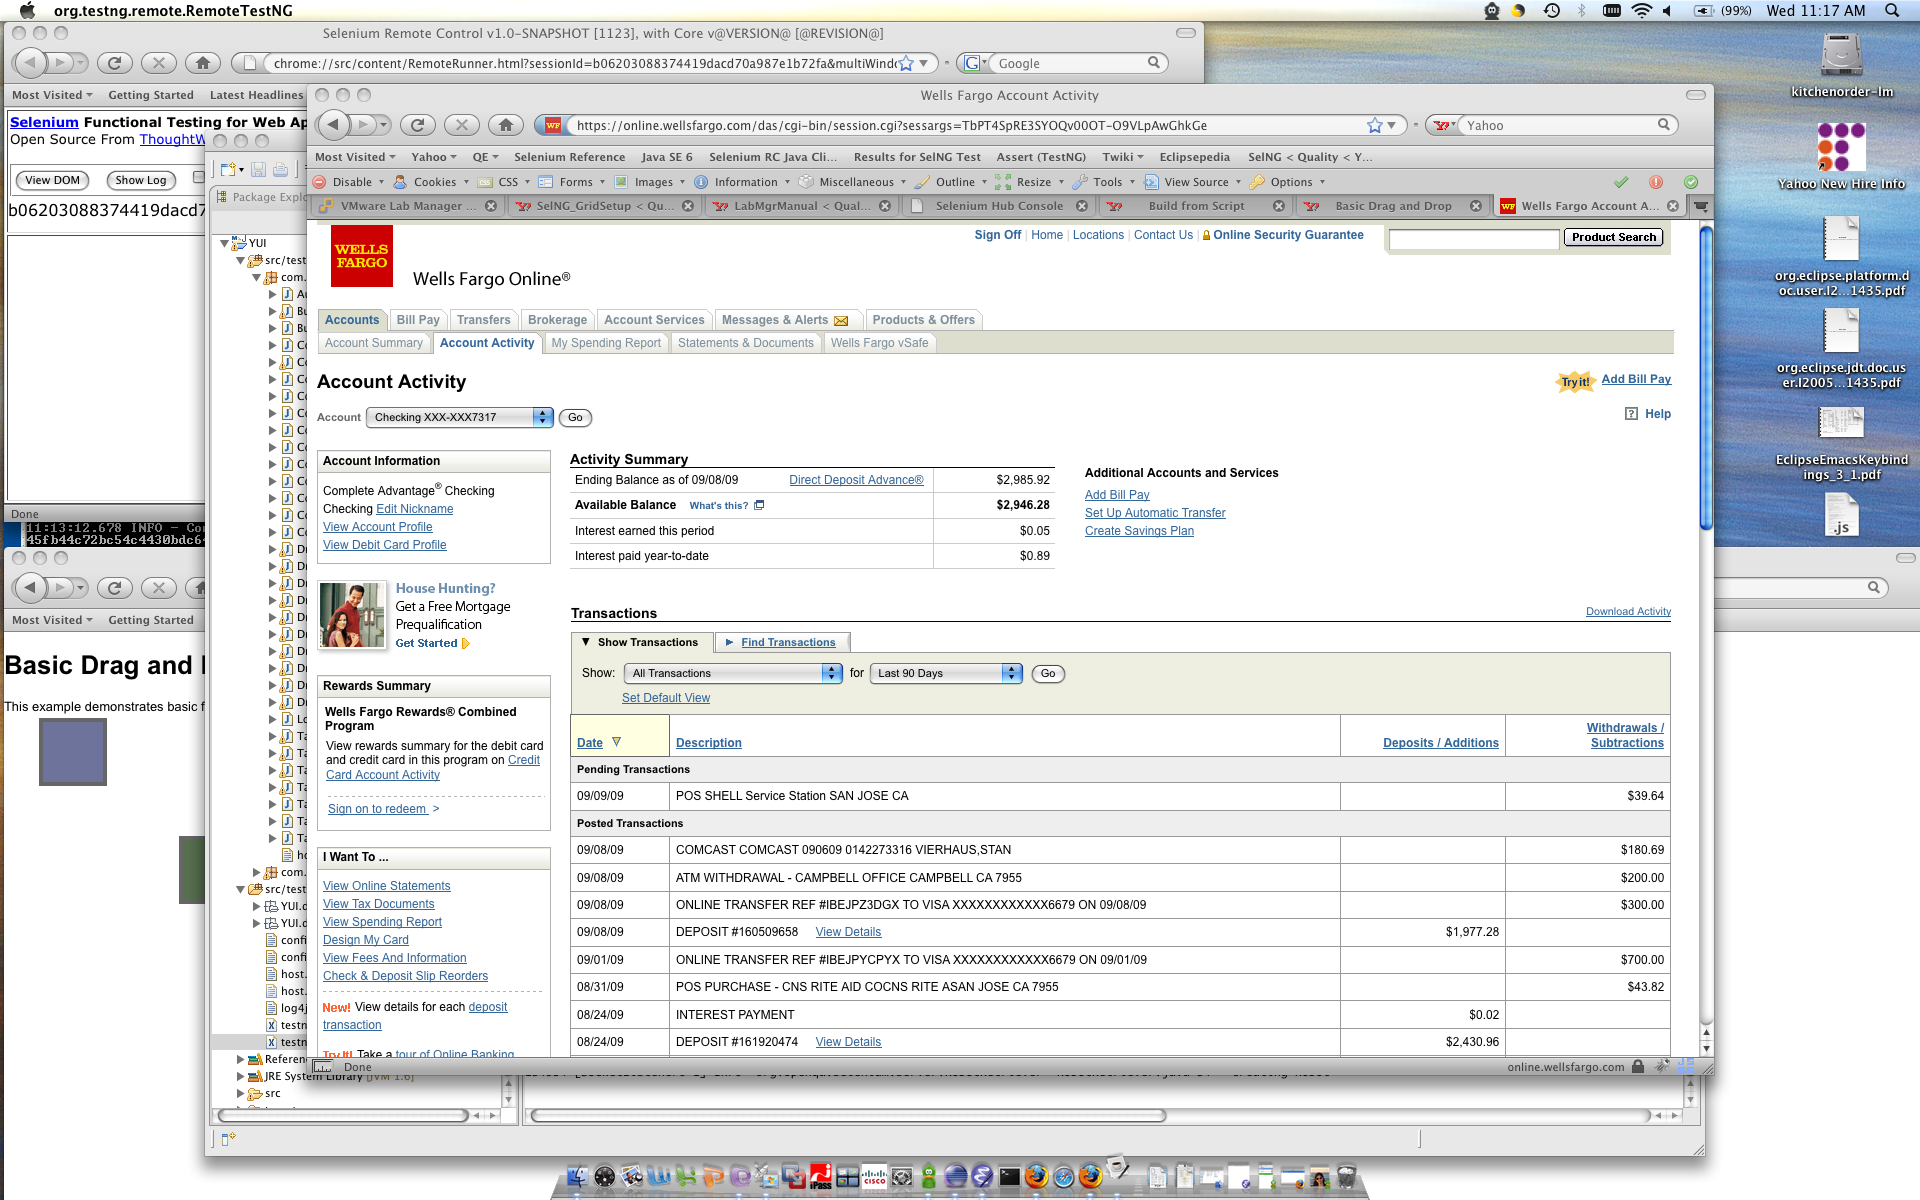 org.testng.remote.RemoteTestNG
(99%) Wed 11:17 AM
Selenium Remote Control v1.0-SNAPSHOT [1123], with Core v@VERSION@ [@REVISION@]
chrome://src/content/RemoteRunner.html?sessionId=b06203088374419dacd70a987e1b72fa&multiWind
Google
Most Visited Getting Started Latest Headlines
Selenium Functional Testing for Web Ap
Open Source From ThoughtW
View DOM Show Log
b06203088374419dacd7
Package Explo
Wells Fargo Account Activity
https://online.wellsfargo.com/das/cgi-bin/session.cgi?sessargs=TbPT4SpRE3SYOQv00OT-O9VLpAwGhkGe
Yahoo
Most Visited Yahoo QE Selenium Reference Java SE 6 Selenium RC Java Cli... Results for SelNG Test Assert (TestNG) Twiki Eclipsepedia SelNG < Quality < Y...
Disable Cookies CSS Forms Images Information Miscellaneous Outline Resize Tools View Source Options
VMware Lab Manager ... SelNG_GridSetup < Qu... LabMgrManual < Qual... Selenium Hub Console Build from Script Basic Drag and Drop Wells Fargo Account A...
WELLS
FARGO
Wells Fargo Online®
Sign Off | Home | Locations | Contact Us | Online Security Guarantee
Product Search
Accounts Bill Pay Transfers Brokerage Account Services Messages & Alerts Products & Offers
Account Summary Account Activity My Spending Report Statements & Documents Wells Fargo vSafe
Account Activity
Try it! Add Bill Pay
Account Checking XXX-XXX7317 Go
? Help
Account Information
Complete Advantage® Checking
Checking Edit Nickname
View Account Profile
View Debit Card Profile
House Hunting?
Get a Free Mortgage
Prequalification
Get Started
Rewards Summary
Wells Fargo Rewards® Combined
Program
View rewards summary for the debit card
and credit card in this program on Credit
Card Account Activity
Sign on to redeem >
I Want To ...
View Online Statements
View Tax Documents
View Spending Report
Design My Card
View Fees And Information
Check & Deposit Slip Reorders
New! View details for each deposit
transaction
Try It! Take a tour of Online Banking
Activity Summary
Ending Balance as of 09/08/09 Direct Deposit Advance® $2,985.92
Available Balance What's this? $2,946.28
Interest earned this period $0.05
Interest paid year-to-date $0.89
Additional Accounts and Services
Add Bill Pay
Set Up Automatic Transfer
Create Savings Plan
Transactions
Download Activity
Show Transactions Find Transactions
Show: All Transactions for Last 90 Days Go
Set Default View
Date Description Deposits / Additions Withdrawals /
Subtractions
Pending Transactions
09/09/09 POS SHELL Service Station SAN JOSE CA $39.64
Posted Transactions
09/08/09 COMCAST COMCAST 090609 0142273316 VIERHAUS,STAN $180.69
09/08/09 ATM WITHDRAWAL - CAMPBELL OFFICE CAMPBELL CA 7955 $200.00
09/08/09 ONLINE TRANSFER REF #IBEJPZ3DGX TO VISA XXXXXXXXXXXX6679 ON 09/08/09 $300.00
09/08/09 DEPOSIT #160509658 View Details $1,977.28
09/01/09 ONLINE TRANSFER REF #IBEJPYCPYX TO VISA XXXXXXXXXXXX6679 ON 09/01/09 $700.00
08/31/09 POS PURCHASE - CNS RITE AID COCNS RITE ASAN JOSE CA 7955 $43.82
08/24/09 INTEREST PAYMENT $0.02
08/24/09 DEPOSIT #161920474 View Details $2,430.96
Done
online.wellsfargo.com
YUI
src/test
com.
src/test
YUI.d
YUI.d
confi
confi
host.
host.
log4j
testn
testn
Referen
JRE System Library [JVM 1.6]
src
Done
11:13:12.678 INFO - Co
45fb44c72bc54c4430bdc6
Most Visited Getting Started
Basic Drag and
This example demonstrates basic f
kitchenorder-lm
Yahoo New Hire Info
org.eclipse.platform.d
oc.user.I2...1435.pdf
org.eclipse.jdt.doc.us
er.I2005...1435.pdf
EclipseEmacsKeybind
ings_3_1.pdf
.js
iPass
cisco